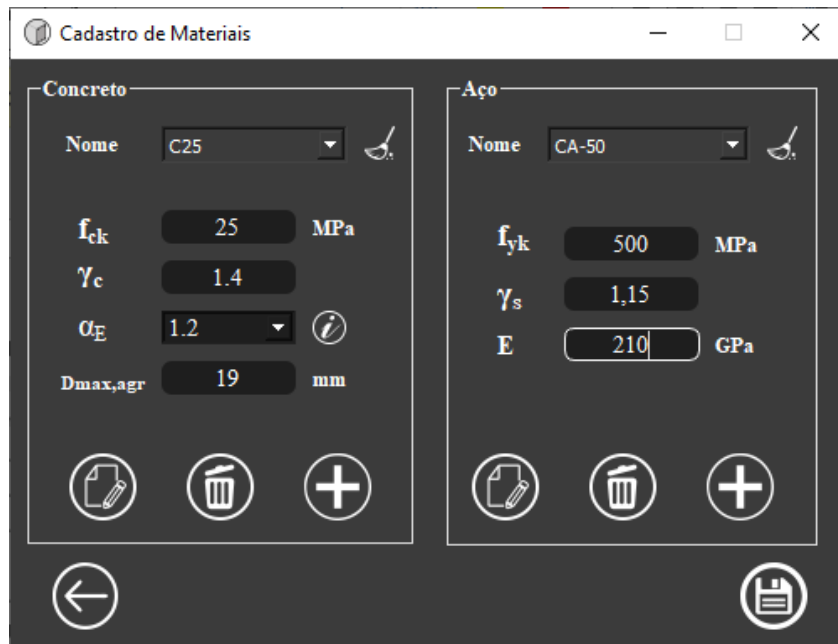 Cadastro de Materiais
Concreto
Nome C25
fck 25 MPa
γc 1.4
αE 1.2
Dmax,agr 19 mm
Aço
Nome CA-50
fyk 500 MPa
γs 1,15
E 210 GPa